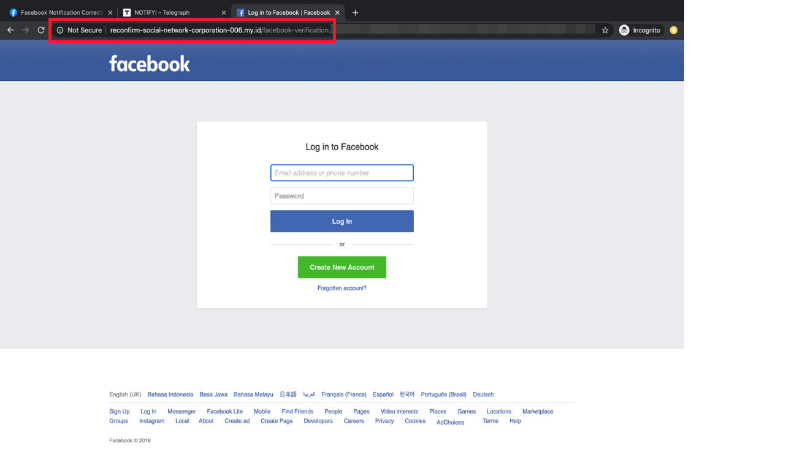 Facebook Notification Correcti × NOTIFY! – Telegraph × Log in to Facebook | Facebook × +
Not Secure | reconfirm-social-network-corporation-006.my.id/facebook-verification. Incognito
facebook
Log in to Facebook
Email address or phone number
Password
Log In
or
Create New Account
Forgotten account?
English (UK) Bahasa Indonesia Basa Jawa Bahasa Melayu 日本語 العربية Français (France) Español 한국어 Português (Brasil) Deutsch
Sign Up Log In Messenger Facebook Lite Mobile Find Friends People Pages Video interests Places Games Locations Marketplace
Groups Instagram Local About Create ad Create Page Developers Careers Privacy Cookies AdChoices Terms Help
Facebook © 2018